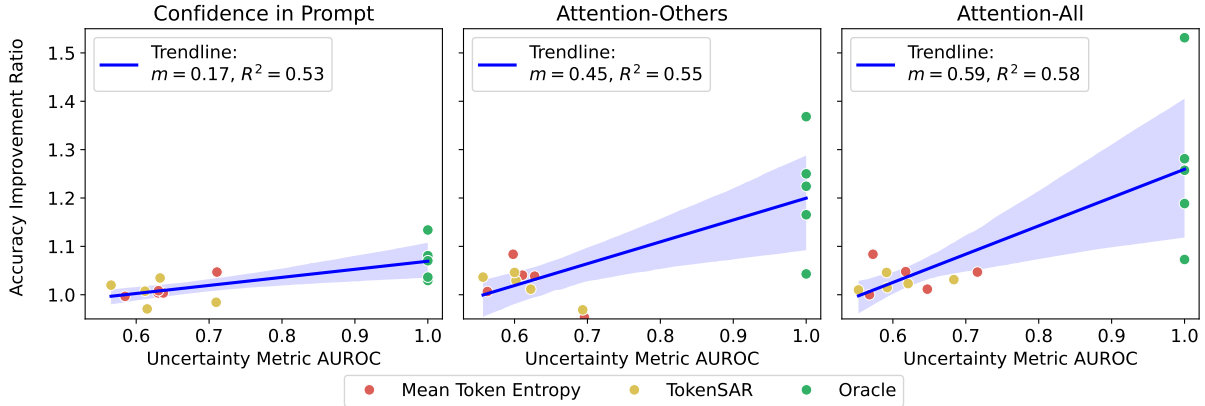 Confidence in Prompt
Attention-Others
Attention-All
Accuracy Improvement Ratio
1.5
1.4
1.3
1.2
1.1
1.0
Trendline:
m = 0.17, R² = 0.53
Trendline:
m = 0.45, R² = 0.55
Trendline:
m = 0.59, R² = 0.58
0.6 0.7 0.8 0.9 1.0
0.6 0.7 0.8 0.9 1.0
0.6 0.7 0.8 0.9 1.0
Uncertainty Metric AUROC
Uncertainty Metric AUROC
Uncertainty Metric AUROC
Mean Token Entropy TokenSAR Oracle